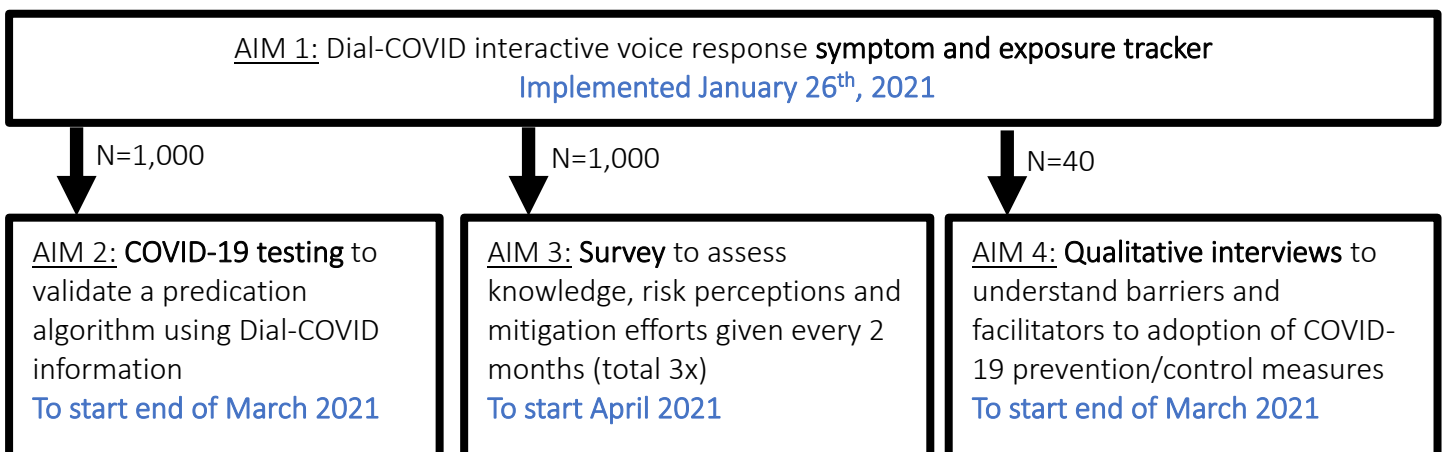 AIM 1: Dial-COVID interactive voice response symptom and exposure tracker
Implemented January 26th, 2021
N=1,000
N=1,000
N=40
AIM 2: COVID-19 testing to
validate a predication
algorithm using Dial-COVID
information
To start end of March 2021
AIM 3: Survey to assess
knowledge, risk perceptions and
mitigation efforts given every 2
months (total 3x)
To start April 2021
AIM 4: Qualitative interviews to
understand barriers and
facilitators to adoption of COVID-
19 prevention/control measures
To start end of March 2021